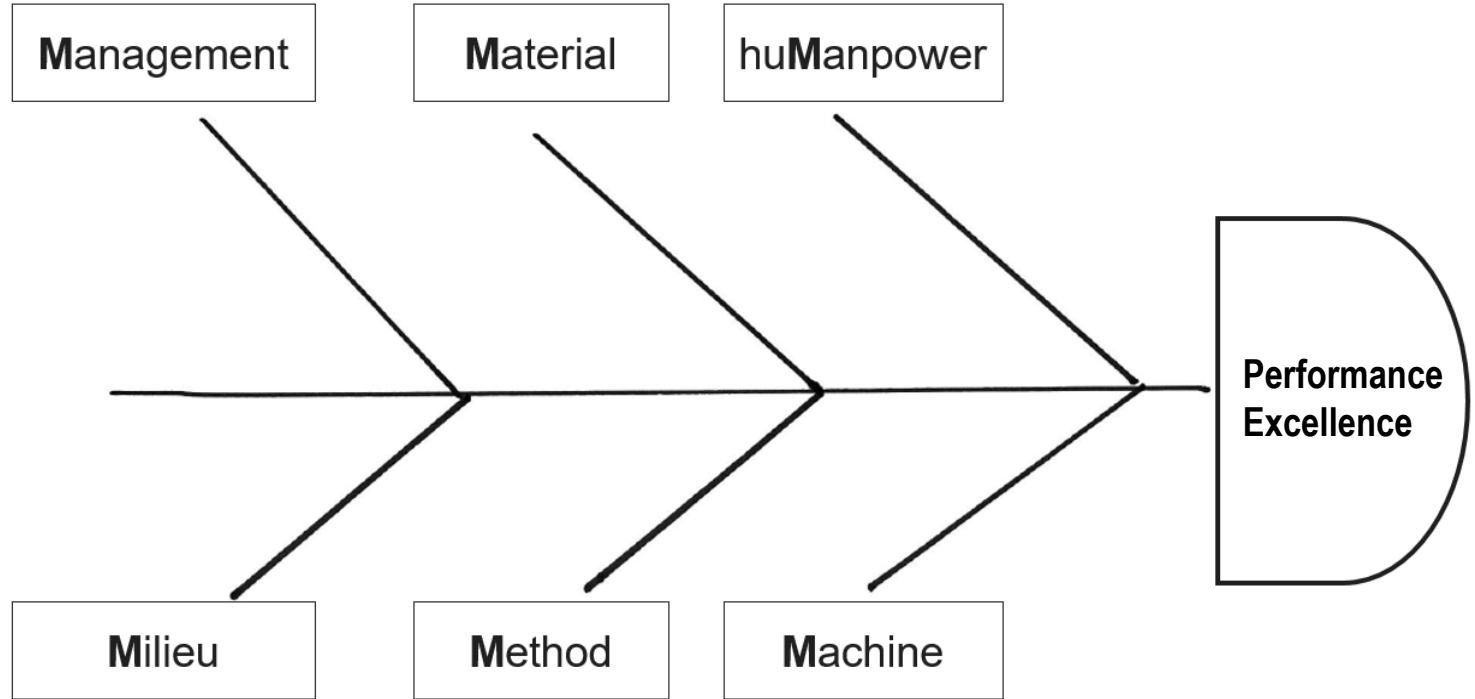 Management
Material
huManpower
Performance
Excellence
Milieu
Method
Machine